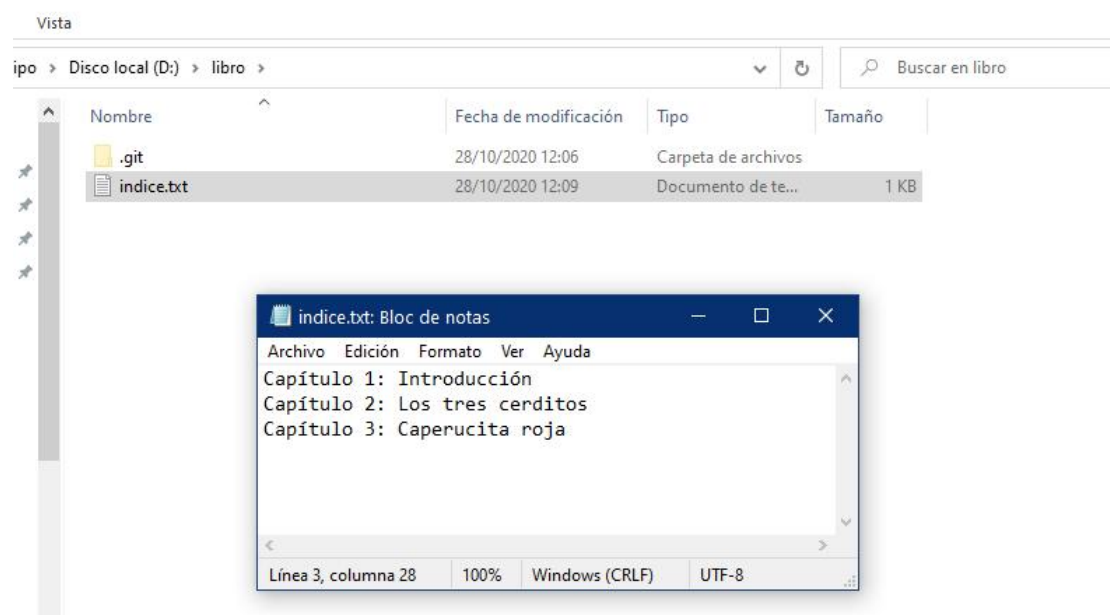 Vista
ipo > Disco local (D:) > libro >
Buscar en libro
Nombre Fecha de modificación Tipo Tamaño
.git 28/10/2020 12:06 Carpeta de archivos
indice.txt 28/10/2020 12:09 Documento de te... 1 KB
indice.txt: Bloc de notas
Archivo Edición Formato Ver Ayuda
Capítulo 1: Introducción
Capítulo 2: Los tres cerditos
Capítulo 3: Caperucita roja
Línea 3, columna 28 100% Windows (CRLF) UTF-8